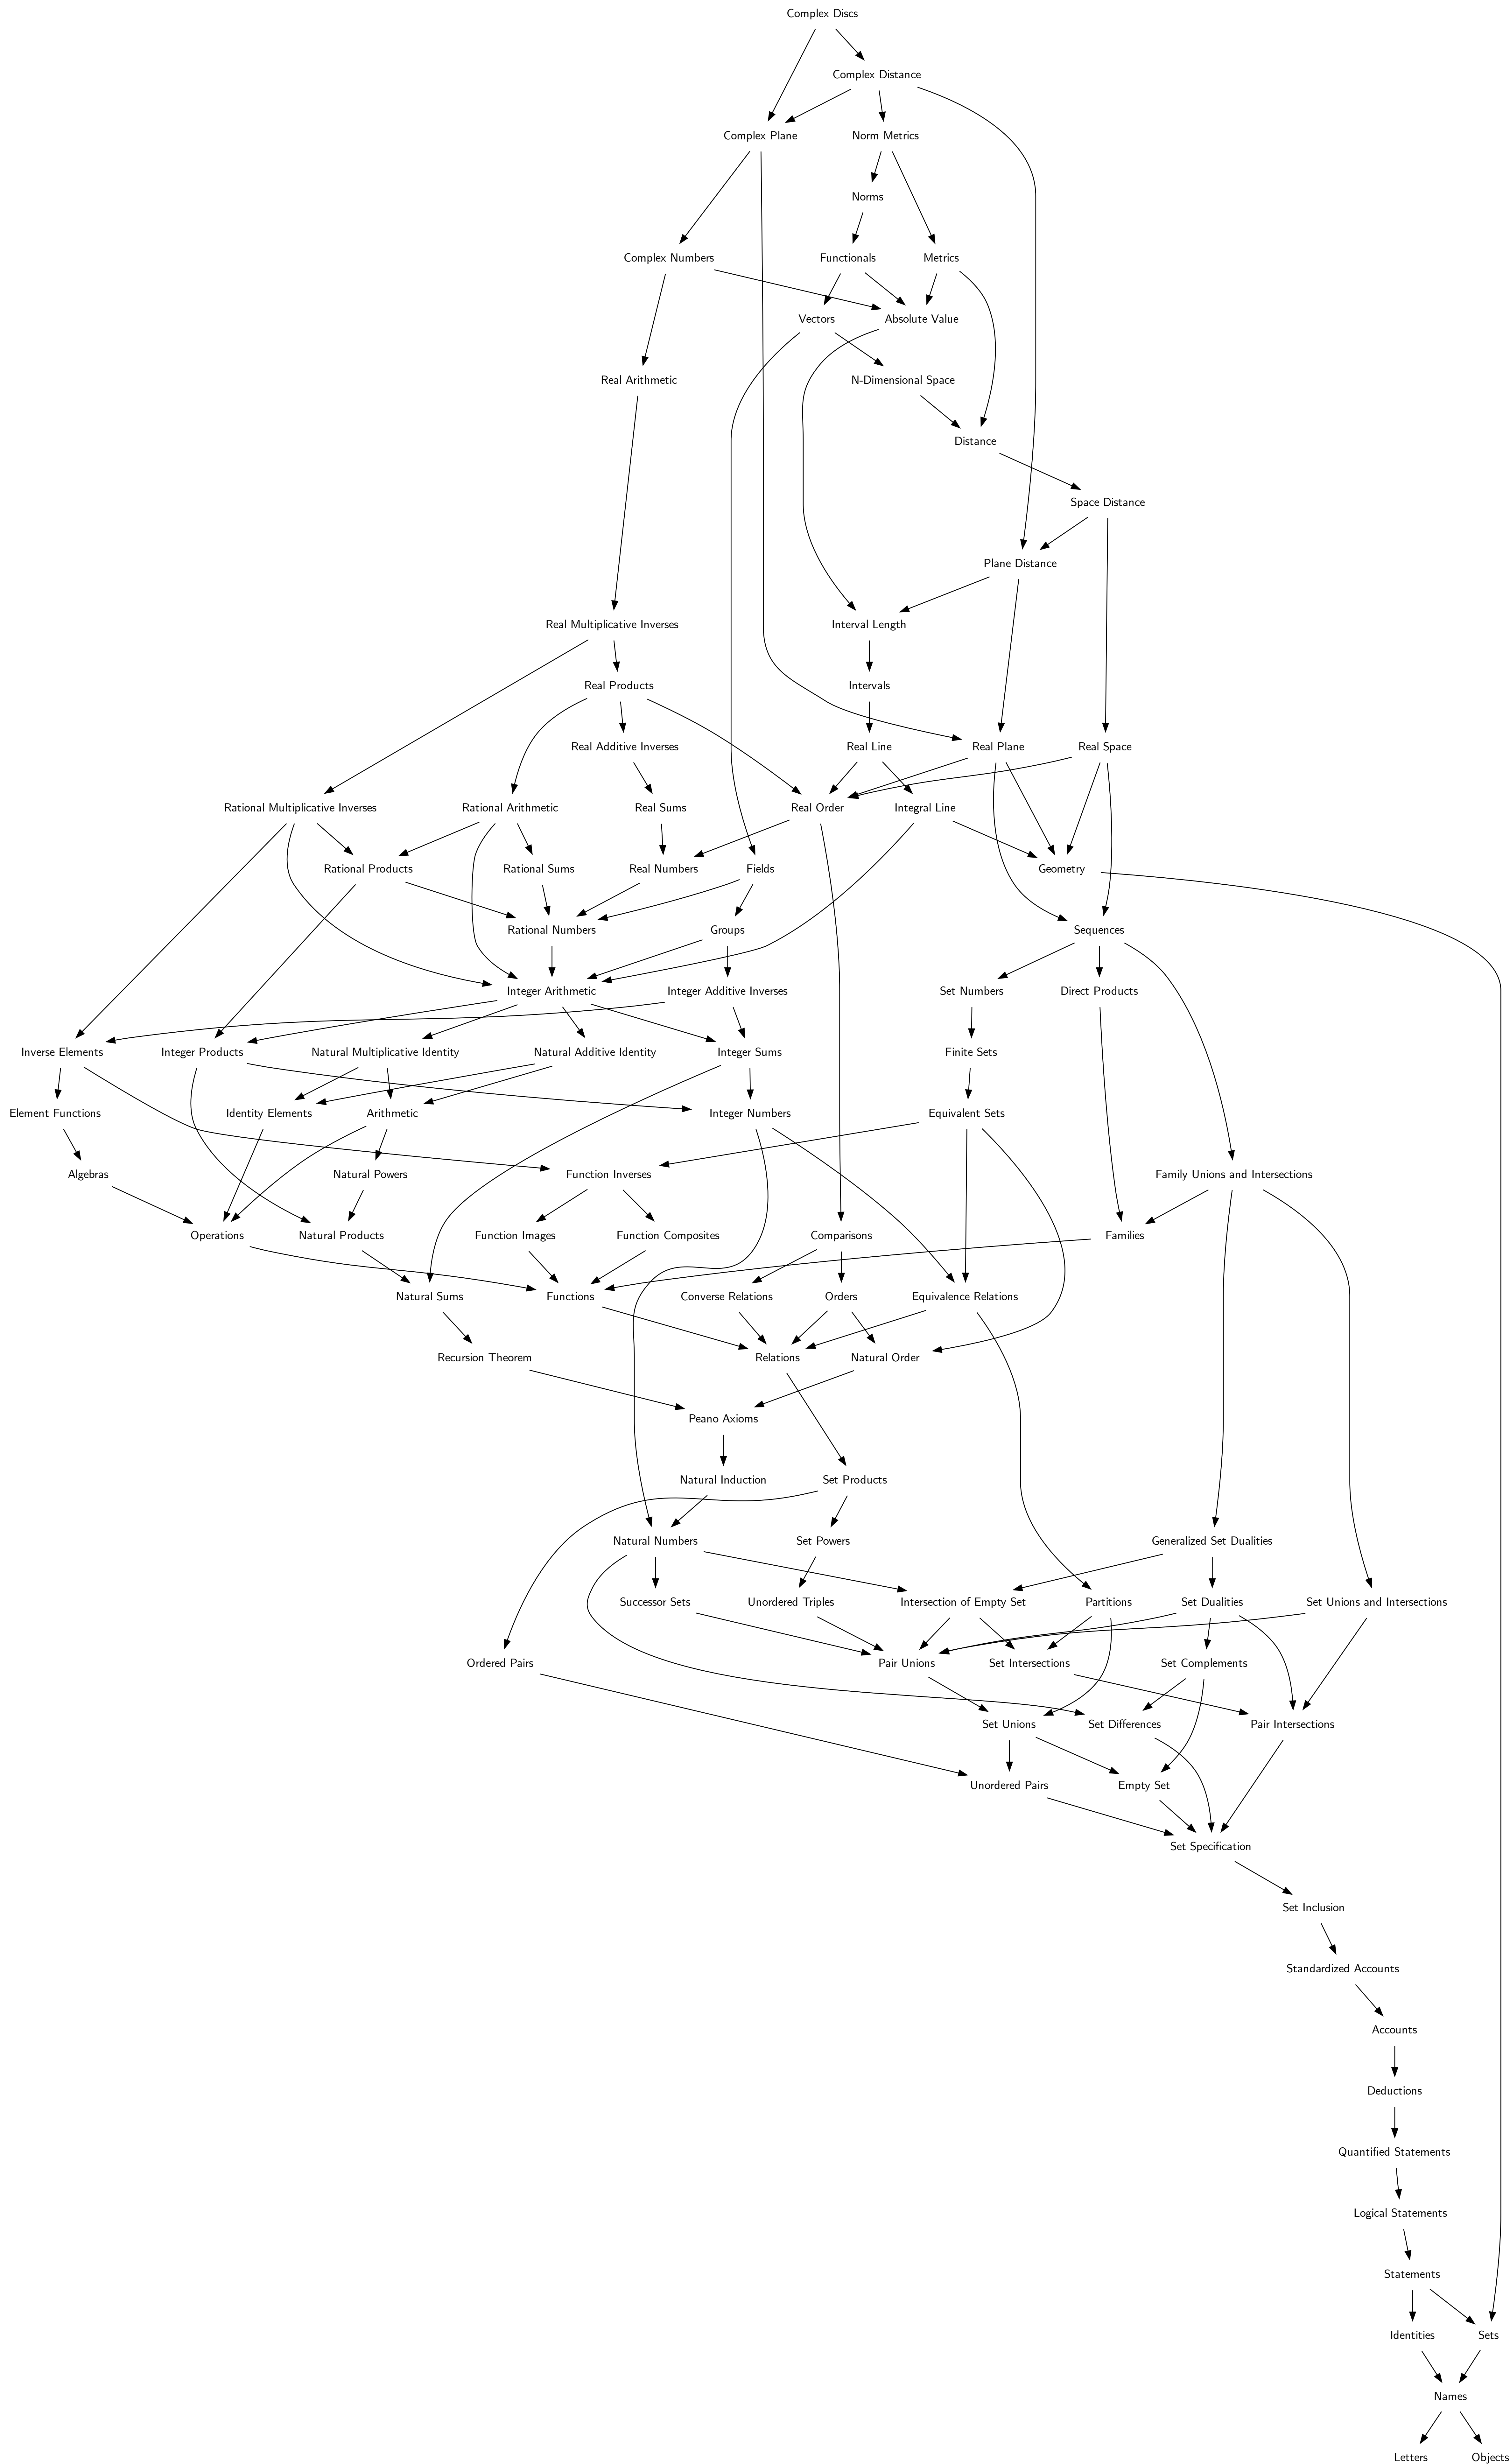 Complex Discs
Complex Distance
Complex Plane
Norm Metrics
Norms
Complex Numbers
Functionals
Metrics
Vectors
Absolute Value
Real Arithmetic
N-Dimensional Space
Distance
Space Distance
Plane Distance
Real Multiplicative Inverses
Interval Length
Real Products
Intervals
Real Additive Inverses
Real Line
Real Plane
Real Space
Rational Multiplicative Inverses
Rational Arithmetic
Real Sums
Real Order
Integral Line
Rational Products
Rational Sums
Real Numbers
Fields
Geometry
Rational Numbers
Groups
Sequences
Integer Arithmetic
Integer Additive Inverses
Set Numbers
Direct Products
Inverse Elements
Integer Products
Natural Multiplicative Identity
Natural Additive Identity
Integer Sums
Finite Sets
Element Functions
Identity Elements
Arithmetic
Integer Numbers
Equivalent Sets
Algebras
Natural Powers
Function Inverses
Family Unions and Intersections
Operations
Natural Products
Function Images
Function Composites
Comparisons
Families
Natural Sums
Functions
Converse Relations
Orders
Equivalence Relations
Recursion Theorem
Relations
Natural Order
Peano Axioms
Natural Induction
Set Products
Natural Numbers
Set Powers
Generalized Set Dualities
Successor Sets
Unordered Triples
Intersection of Empty Set
Partitions
Set Dualities
Set Unions and Intersections
Ordered Pairs
Pair Unions
Set Intersections
Set Complements
Set Unions
Set Differences
Pair Intersections
Unordered Pairs
Empty Set
Set Specification
Set Inclusion
Standardized Accounts
Accounts
Deductions
Quantified Statements
Logical Statements
Statements
Identities
Sets
Names
Letters
Objects